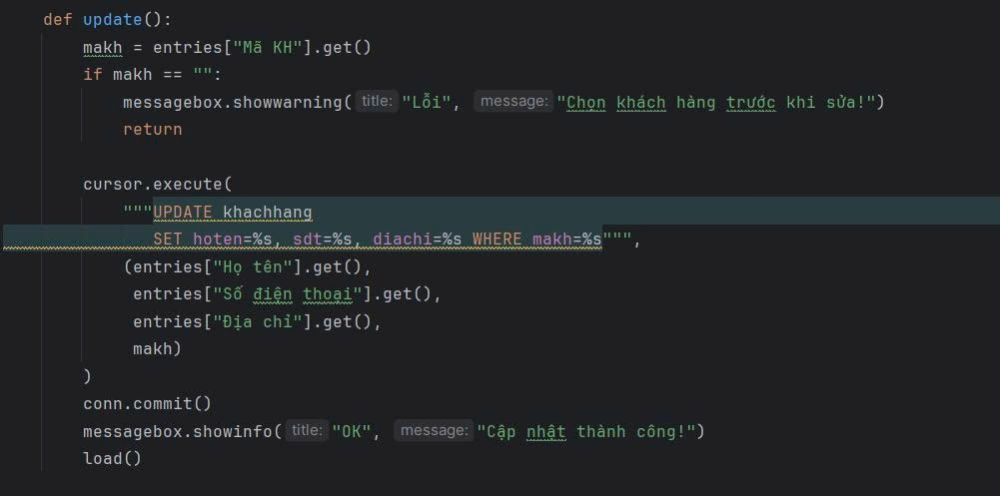 def update():
makh = entries["Mã KH"].get()
if makh == "":
messagebox.showwarning( title: "Lỗi", message: "Chọn khách hàng trước khi sửa!")
return
cursor.execute(
"""UPDATE khachhang
SET hoten=%s, sdt=%s, diachi=%s WHERE makh=%s""",
(entries["Họ tên"].get(),
entries["Số điện thoại"].get(),
entries["Địa chỉ"].get(),
makh)
)
conn.commit()
messagebox.showinfo( title: "OK", message: "Cập nhật thành công!")
load()